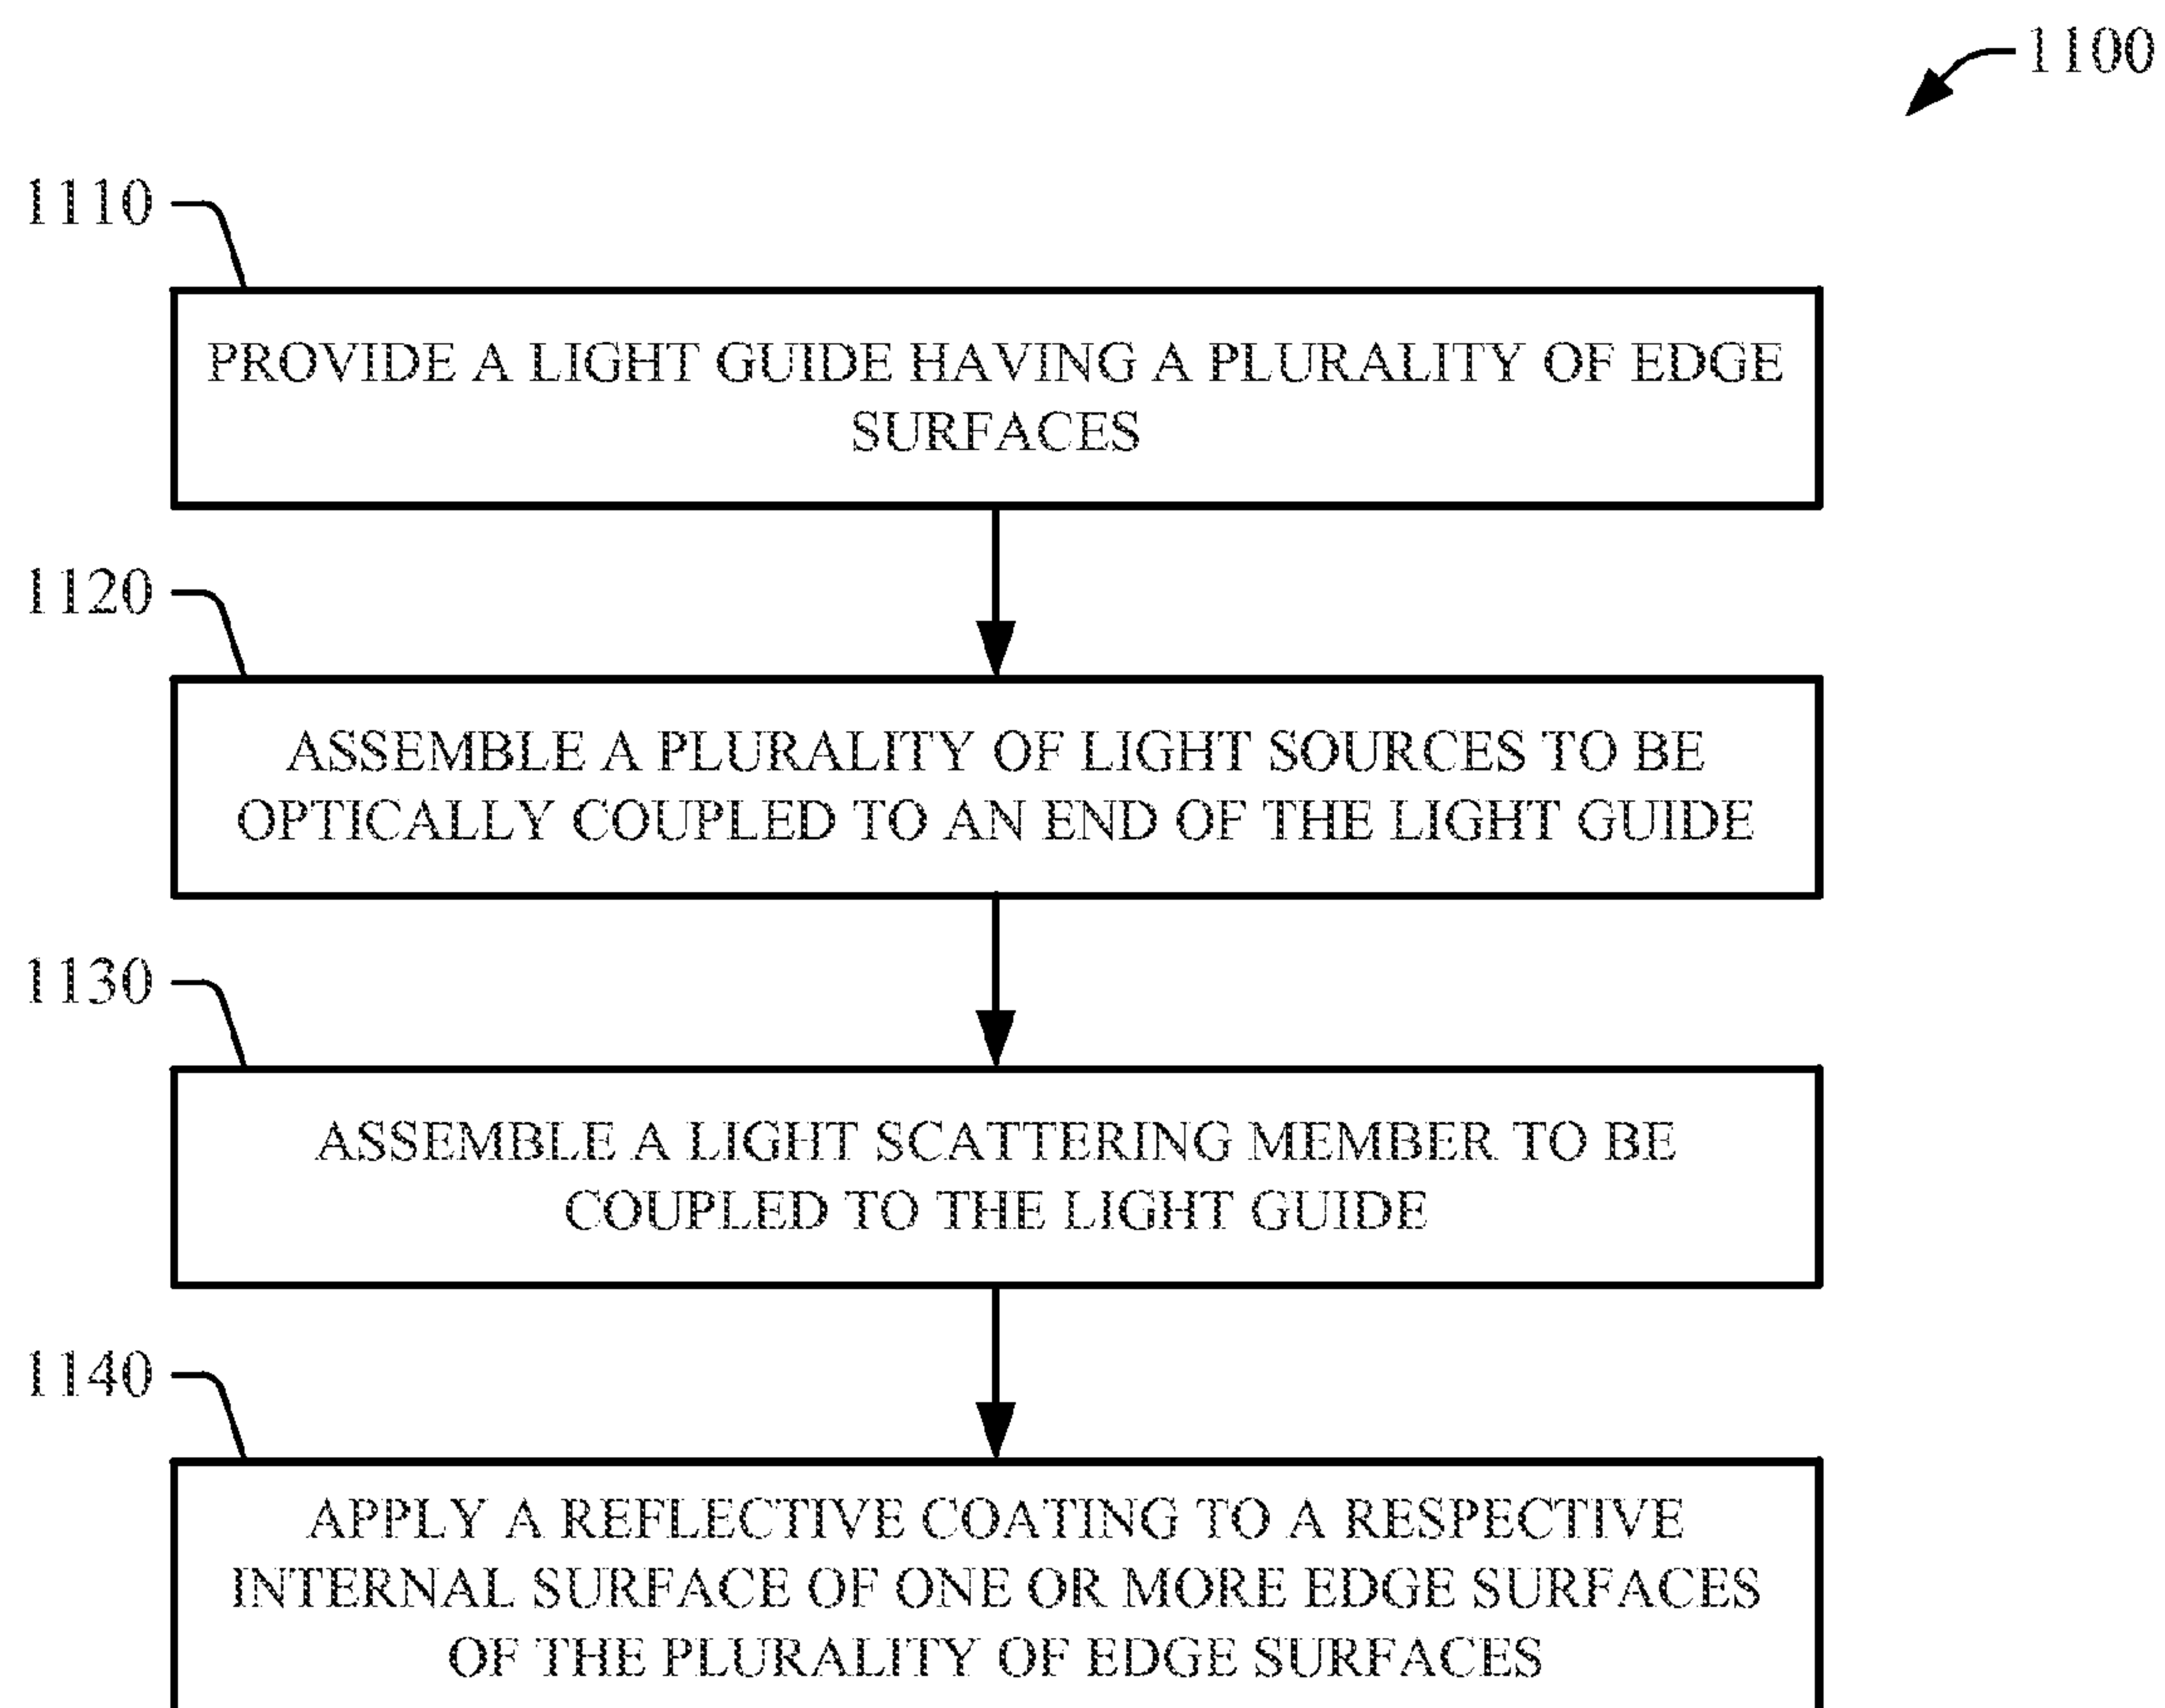 1100
1110
PROVIDE A LIGHT GUIDE HAVING A PLURALITY OF EDGE
SURFACES
1120
ASSEMBLE A PLURALITY OF LIGHT SOURCES TO BE
OPTICALLY COUPLED TO AN END OF THE LIGHT GUIDE
1130
ASSEMBLE A LIGHT SCATTERING MEMBER TO BE
COUPLED TO THE LIGHT GUIDE
1140
APPLY A REFLECTIVE COATING TO A RESPECTIVE
INTERNAL SURFACE OF ONE OR MORE EDGE SURFACES
OF THE PLURALITY OF EDGE SURFACES